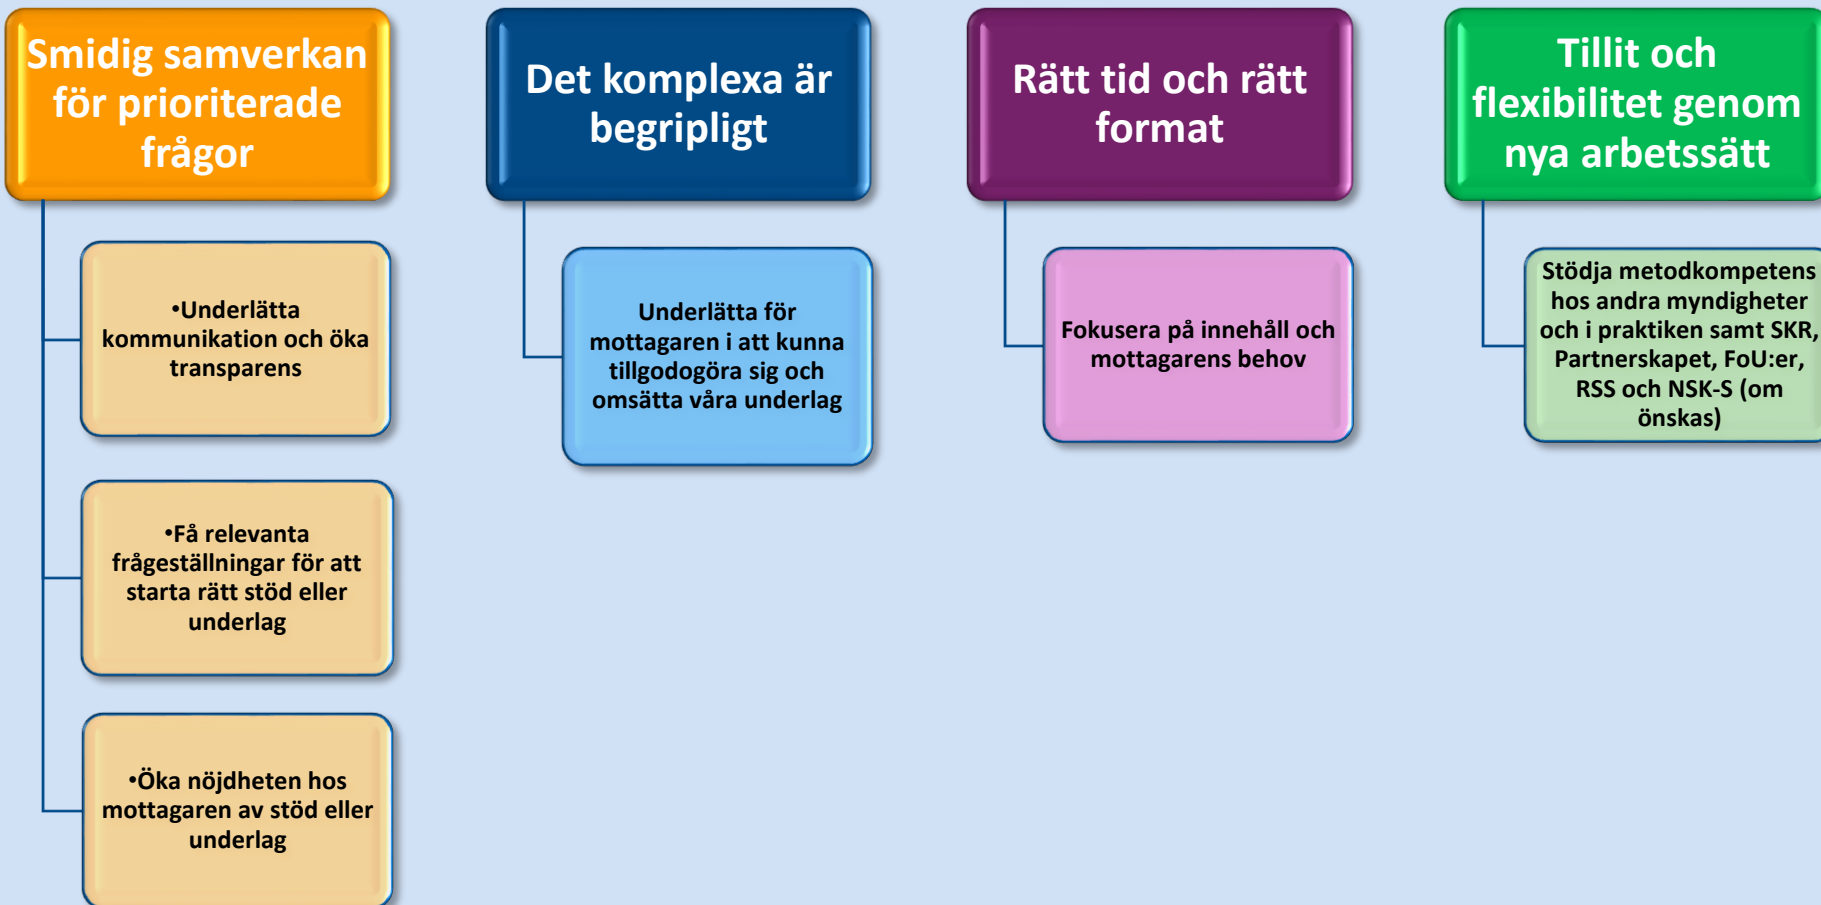 Smidig samverkan
för prioriterade
frågor
•Underlätta
kommunikation och öka
transparens
•Få relevanta
frågeställningar för att
starta rätt stöd eller
underlag
•Öka nöjdheten hos
mottagaren av stöd eller
underlag
Det komplexa är
begripligt
Underlätta för
mottagaren i att kunna
tillgodogöra sig och
omsätta våra underlag
Rätt tid och rätt
format
Fokusera på innehåll och
mottagarens behov
Tillit och
flexibilitet genom
nya arbetssätt
Stödja metodkompetens
hos andra myndigheter
och i praktiken samt SKR,
Partnerskapet, FoU:er,
RSS och NSK-S (om
önskas)